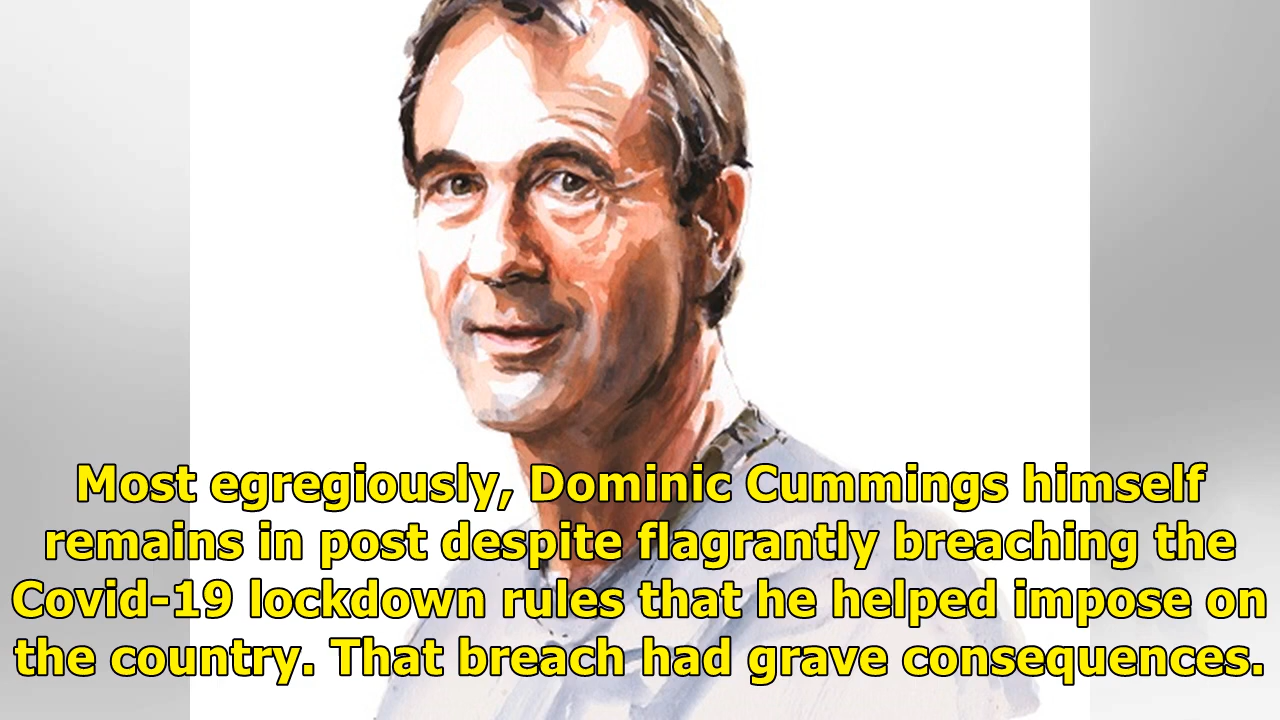 Most egregiously, Dominic Cummings himself
remains in post despite flagrantly breaching the
Covid-19 lockdown rules that he helped impose on
the country. That breach had grave consequences.